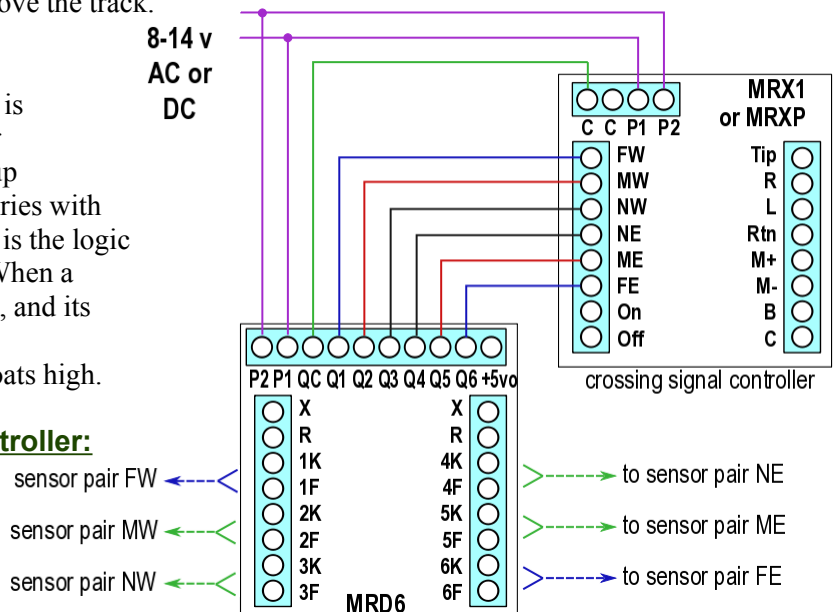 ove the track.
8-14 v
AC or
DC
is
up
ries with
is the logic
When a
, and its
oats high.
troller:
MRX1
or MRXP
C C P1 P2
FW Tip
MW R
NW L
NE Rtn
ME M+
FE M-
On B
Off C
crossing signal controller
P2 P1 QC Q1 Q2 Q3 Q4 Q5 Q6 +5vo
X X
R R
1K 4K
1F 4F
2K 5K
2F 5F
3K 6K
3F 6F
MRD6
sensor pair FW
sensor pair MW
sensor pair NW
to sensor pair NE
to sensor pair ME
to sensor pair FE